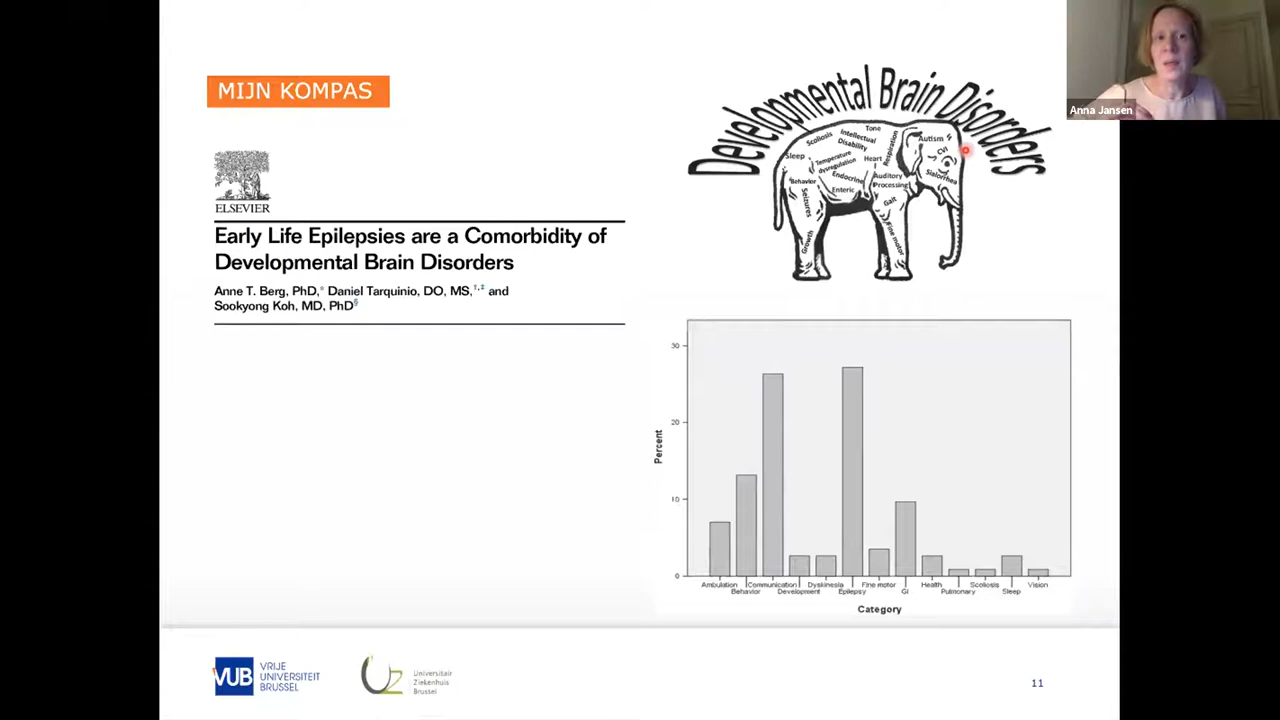 MIJN KOMPAS
Anna Jansen
ELSEVIER
Early Life Epilepsies are a Comorbidity of
Developmental Brain Disorders
Anne T. Berg, PhD,* Daniel Tarquinio, DO, MS,†,‡ and
Sookyong Koh, MD, PhD§
Developmental Brain Disorders
Tone
Scoliosis
Intellectual
Disability
Respiration
Autism
CVI
Sleep
Temperature
dysregulation
Heart
Sialorrhea
Behavior
Endocrine
Auditory
Processing
Enteric
Seizures
Gait
Growth
Fine motor
Percent
30
20
10
0
Ambulation
Behavior
Communication
Development
Dyskinesia
Epilepsy
Fine motor
GI
Health
Pulmonary
Scoliosis
Sleep
Vision
Category
VUB
VRIJE
UNIVERSITEIT
BRUSSEL
UZ
Universitair
Ziekenhuis
Brussel
11